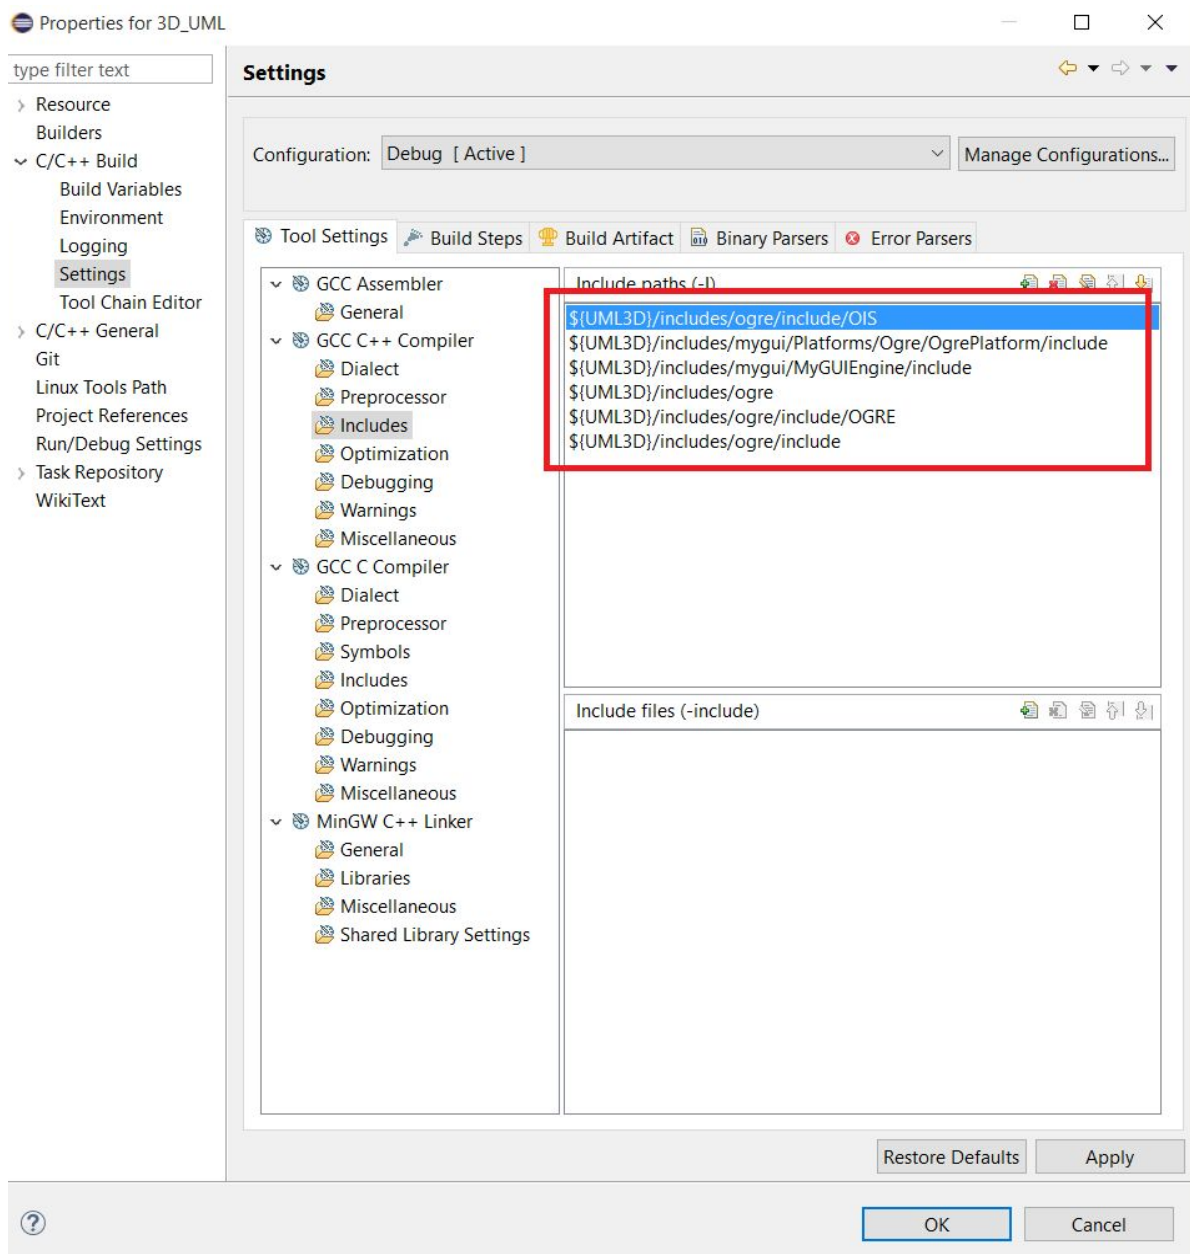 Properties for 3D_UML
type filter text
Resource
Builders
C/C++ Build
Build Variables
Environment
Logging
Settings
Tool Chain Editor
C/C++ General
Git
Linux Tools Path
Project References
Run/Debug Settings
Task Repository
WikiText
Settings
Configuration: Debug [ Active ] Manage Configurations...
Tool Settings Build Steps Build Artifact Binary Parsers Error Parsers
GCC Assembler
General
GCC C++ Compiler
Dialect
Preprocessor
Includes
Optimization
Debugging
Warnings
Miscellaneous
GCC C Compiler
Dialect
Preprocessor
Symbols
Includes
Optimization
Debugging
Warnings
Miscellaneous
MinGW C++ Linker
General
Libraries
Miscellaneous
Shared Library Settings
Include paths (-I)
${UML3D}/includes/ogre/include/OIS
${UML3D}/includes/mygui/Platforms/Ogre/OgrePlatform/include
${UML3D}/includes/mygui/MyGUIEngine/include
${UML3D}/includes/ogre
${UML3D}/includes/ogre/include/OGRE
${UML3D}/includes/ogre/include
Include files (-include)
Restore Defaults Apply
OK Cancel